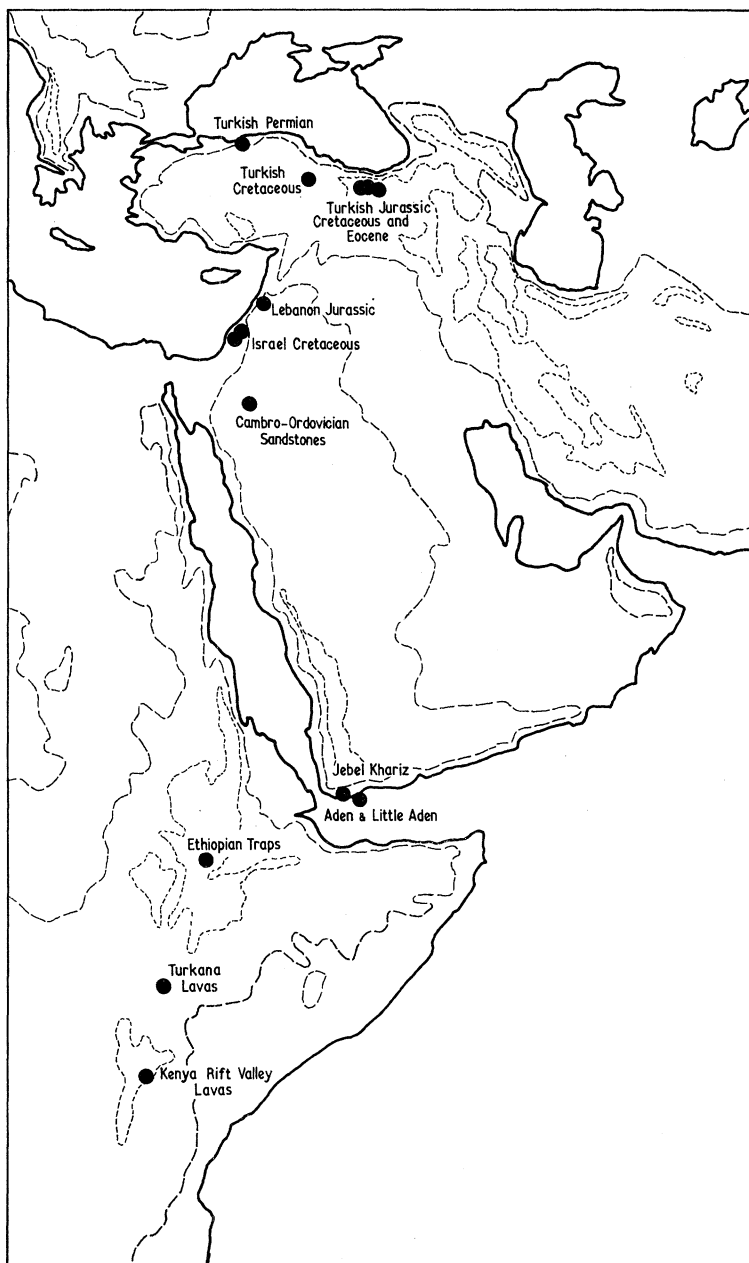 Turkish Permian
Turkish
Cretaceous
Turkish Jurassic
Cretaceous and
Eocene
Lebanon Jurassic
Israel Cretaceous
Cambro-Ordovician
Sandstones
Jebel Khariz
Aden & Little Aden
Ethiopian Traps
Turkana
Lavas
Kenya Rift Valley
Lavas